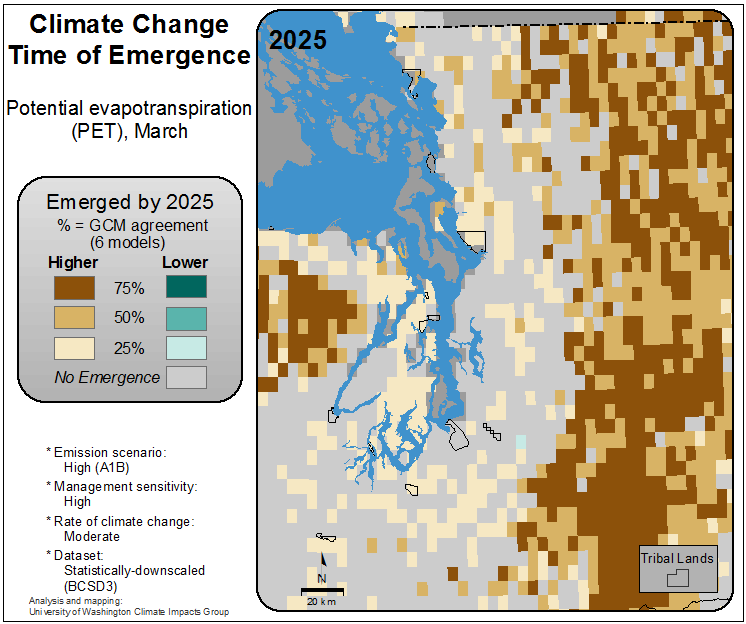 Climate Change
Time of Emergence
Potential evapotranspiration
(PET), March
Emerged by 2025
% = GCM agreement
(6 models)
Higher Lower
75%
50%
25%
No Emergence
* Emission scenario:
High (A1B)
* Management sensitivity:
High
* Rate of climate change:
Moderate
* Dataset:
Statistically-downscaled
(BCSD3)
Analysis and mapping:
University of Washington Climate Impacts Group
2025
N
20 km
Tribal Lands